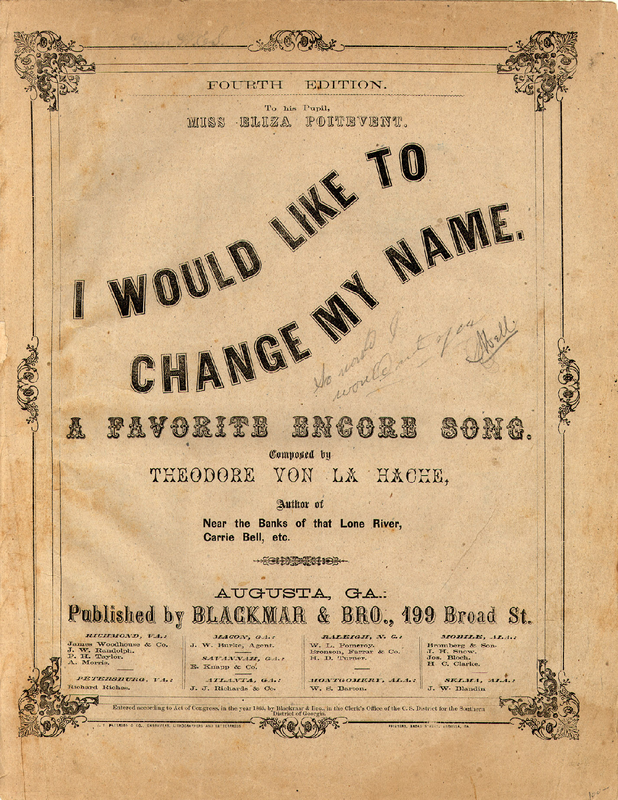 FOURTH EDITION.
To his Pupil,
MISS ELIZA POITEVENT.
I WOULD LIKE TO
CHANGE MY NAME.
So would I
wouldnt you
A FAVORITE ENCORE SONG.
Composed by
THEODORE VON LA HACHE,
Author of
Near the Banks of that Lone River,
Carrie Bell, etc.
AUGUSTA, GA.:
Published by BLACKMAR & BRO., 199 Broad St.
RICHMOND, VA.:
James Woodhouse & Co.
J. W. Randolph.
P. H. Taylor.
A. Morris.
PETERSBURG, VA.:
Richard Riches.
MACON, GA.:
J. W. Burke, Agent.
SAVANNAH, GA.:
E. Knapp & Co.
ATLANTA, GA.:
J. J. Richards & Co.
RALEIGH, N. C.:
W. L. Pomeroy.
Bronson, Farrar & Co.
H. D. Turner.
MONTGOMERY, ALA.:
W. S. Barton.
MOBILE, ALA.:
Bromberg & Son.
J. H. Snow.
Jos. Bloch.
H. C. Clarke.
SELMA, ALA.:
J. W. Blandin
Entered according to Act of Congress, in the year 1863, by Blackmar & Bro., in the Clerk's Office of the C. S. District for the Southern
District of Georgia.